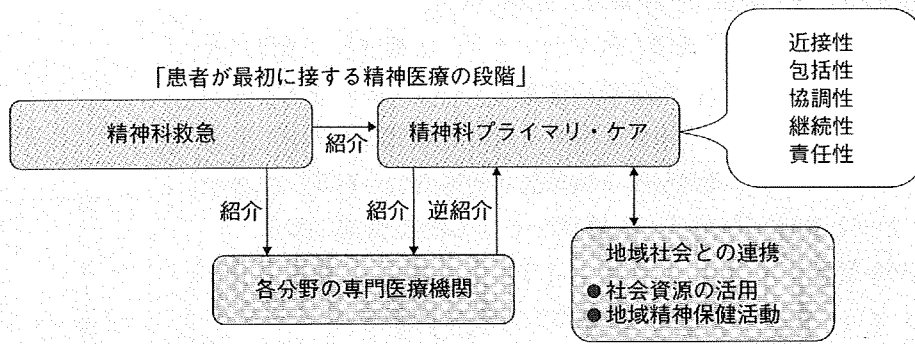 近接性
包括性
協調性
継続性
責任性
「患者が最初に接する精神医療の段階」
精神科救急
紹介
精神科プライマリ・ケア
紹介
紹介
逆紹介
各分野の専門医療機関
地域社会との連携
●社会資源の活用
●地域精神保健活動